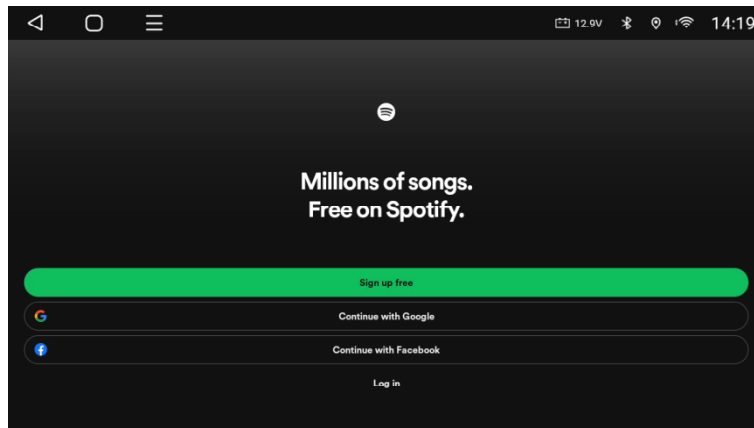 12.9V 14:19
Millions of songs.
Free on Spotify.
Sign up free
Continue with Google
Continue with Facebook
Log in